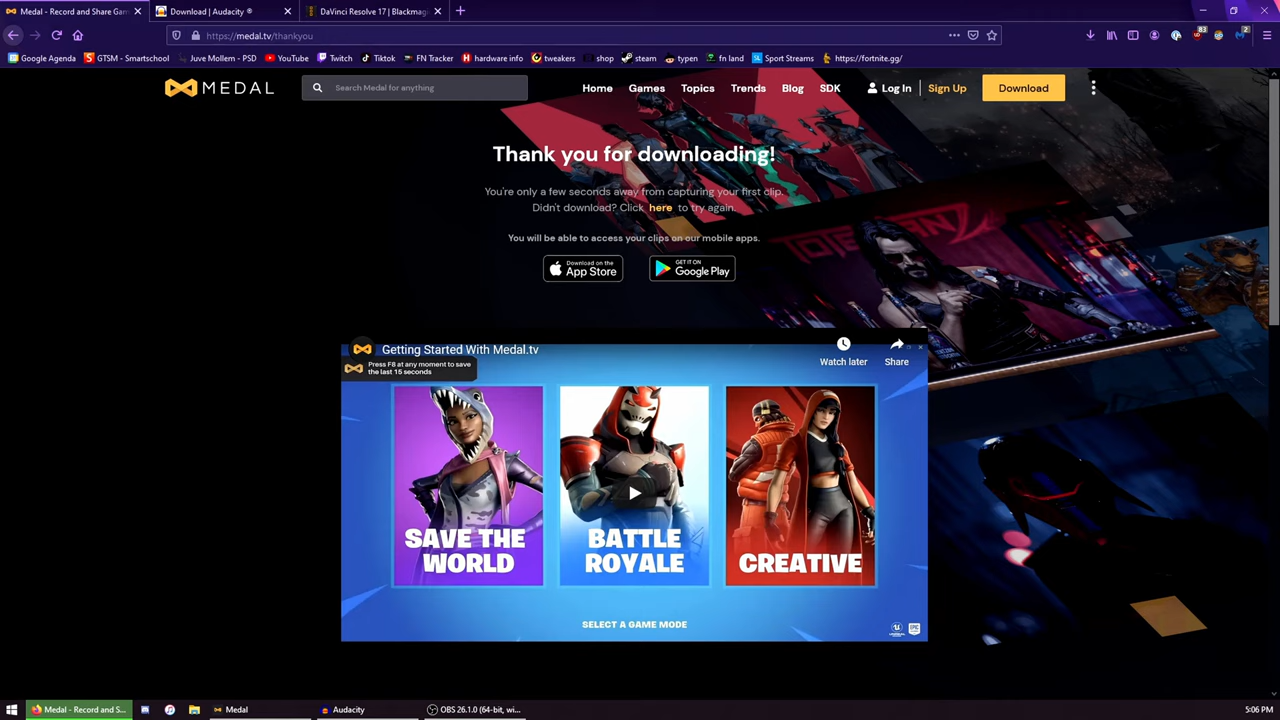 Medal - Record and Share Gam
Download | Audacity ®
DaVinci Resolve 17 | Blackmagi
https://medal.tv/thankyou
83
2
Google Agenda
GTSM - Smartschool
Juve Mollem - PSD
YouTube
Twitch
Tiktok
FN Tracker
hardware info
tweakers
shop
steam
typen
fn land
Sport Streams
https://fortnite.gg/
MEDAL
Search Medal for anything
Home
Games
Topics
Trends
Blog
SDK
Log In
Sign Up
Download
Thank you for downloading!
You're only a few seconds away from capturing your first clip.
Didn't download? Click here to try again.
You will be able to access your clips on our mobile apps.
Download on the
App Store
GET IT ON
Google Play
Getting Started With Medal.tv
Press F8 at any moment to save
the last 15 seconds
Watch later
Share
SAVE THE
WORLD
BATTLE
ROYALE
CREATIVE
SELECT A GAME MODE
Medal - Record and S...
Medal
Audacity
OBS 26.1.0 (64-bit, wi...
5:06 PM